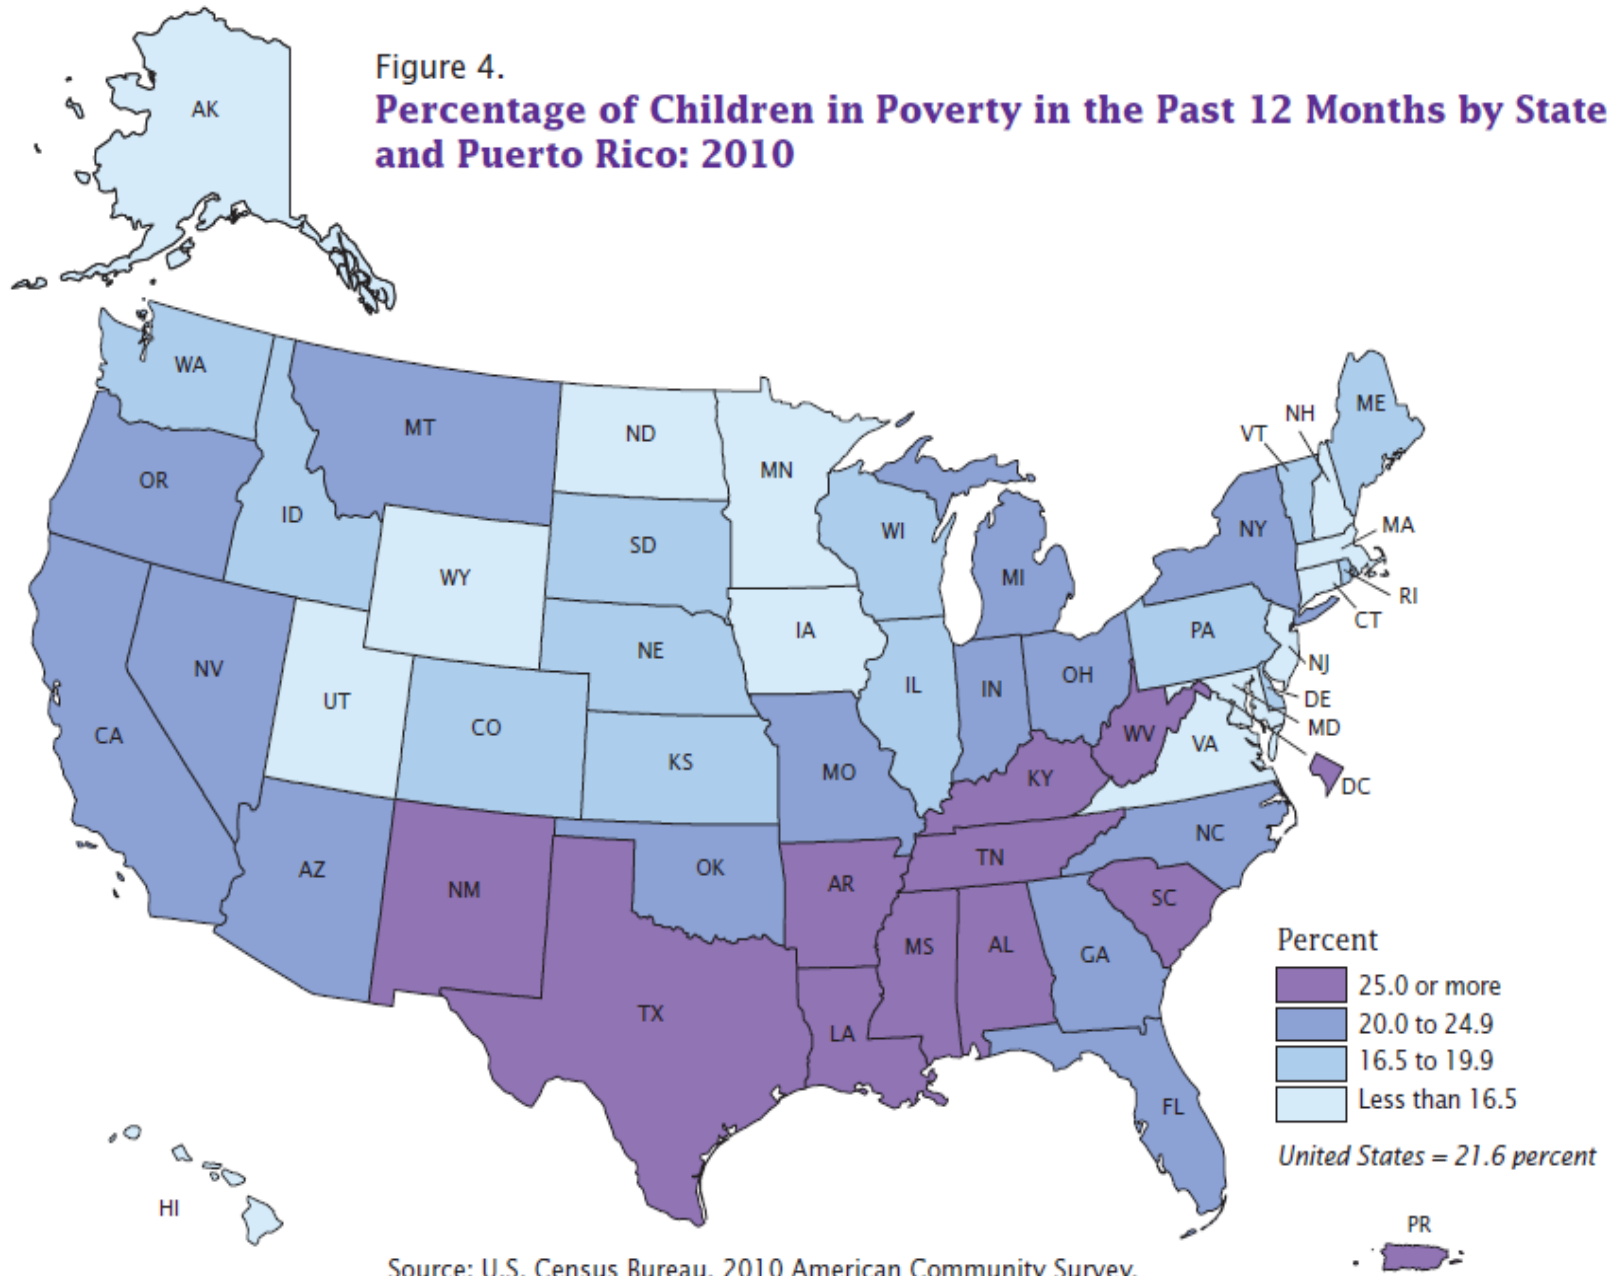 Figure 4.
Percentage of Children in Poverty in the Past 12 Months by State
and Puerto Rico: 2010
AK
WA
MT
ND
MN
OR
ID
SD
WI
MI
WY
NE
IA
NV
UT
CO
KS
IL
IN
OH
CA
MO
KY
WV
VA
PA
NY
VT
NH
ME
MA
RI
CT
NJ
DE
MD
DC
AZ
NM
OK
AR
TN
NC
SC
TX
LA
MS
AL
GA
FL
HI
PR
Percent
25.0 or more
20.0 to 24.9
16.5 to 19.9
Less than 16.5
United States = 21.6 percent
Source: U.S. Census Bureau, 2010 American Community Survey.